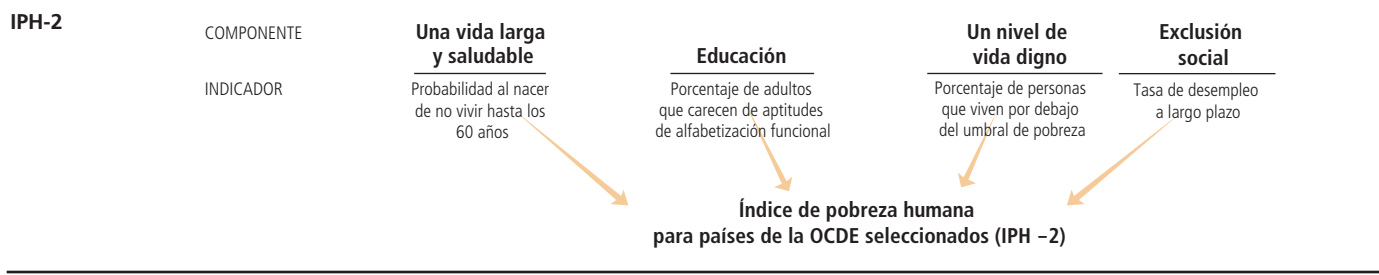 IPH-2
COMPONENTE
Una vida larga
y saludable
Educación
Un nivel de
vida digno
Exclusión
social
INDICADOR
Probabilidad al nacer
de no vivir hasta los
60 años
Porcentaje de adultos
que carecen de aptitudes
de alfabetización funcional
Porcentaje de personas
que viven por debajo
del umbral de pobreza
Tasa de desempleo
a largo plazo
Índice de pobreza humana
para países de la OCDE seleccionados (IPH –2)